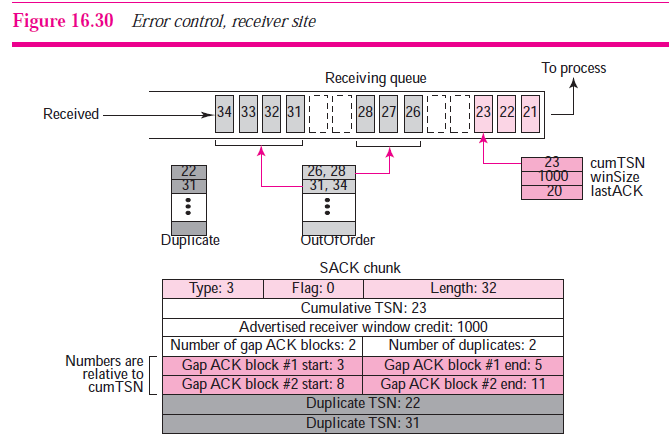 Figure 16.30 Error control, receiver site
To process
Receiving queue
Received
34 33 32 31 28 27 26 23 22 21
22
31
Duplicate
26, 28
31, 34
OutOfOrder
23 cumTSN
1000 winSize
20 lastACK
SACK chunk
Type: 3 Flag: 0 Length: 32
Cumulative TSN: 23
Advertised receiver window credit: 1000
Number of gap ACK blocks: 2 Number of duplicates: 2
Numbers are
relative to
cumTSN
Gap ACK block #1 start: 3 Gap ACK block #1 end: 5
Gap ACK block #2 start: 8 Gap ACK block #2 end: 11
Duplicate TSN: 22
Duplicate TSN: 31